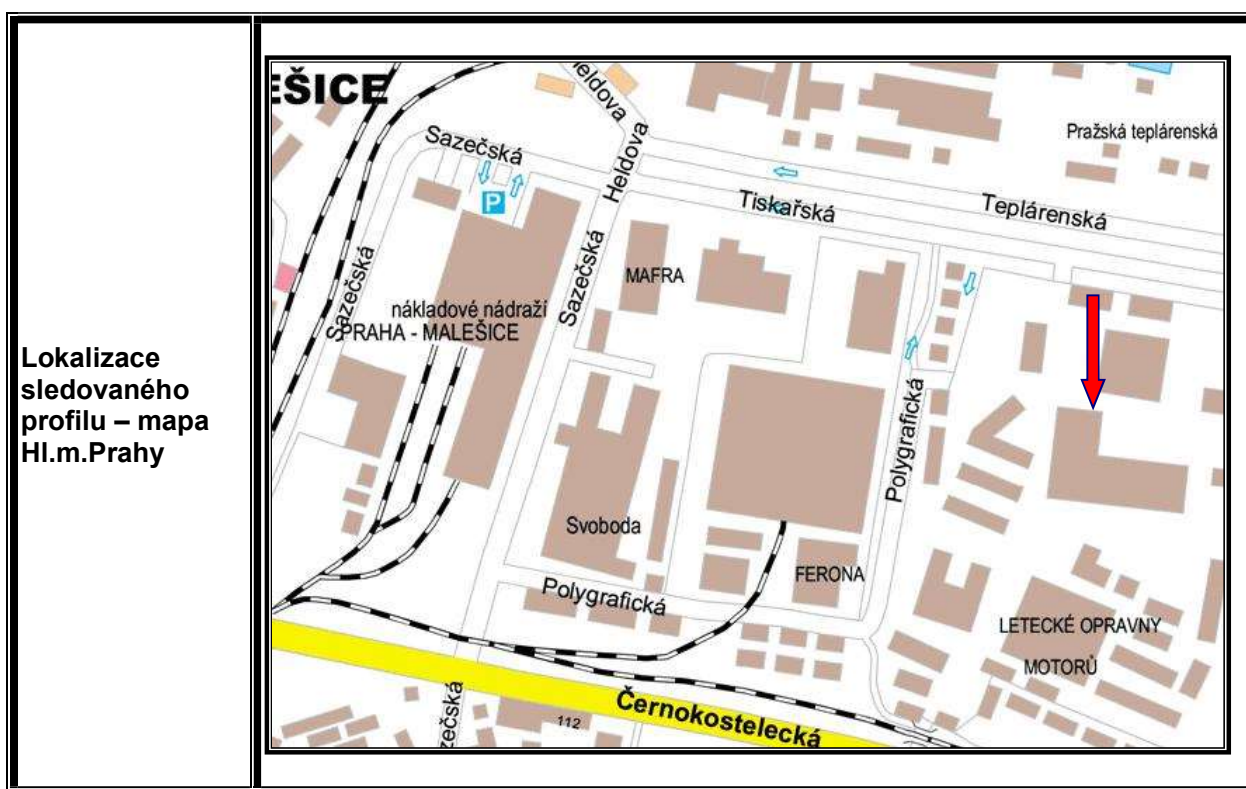 Lokalizace
sledovaného
profilu – mapa
Hl.m.Prahy
EŠICE
Heldova
Sazečská
Heldova
Pražská teplárenská
P
Tiskařská
Teplárenská
Sazečská
Sazečská
MAFRA
nákladové nádraží
PRAHA - MALEŠICE
Polygrafická
Svoboda
FERONA
Polygrafická
LETECKÉ OPRAVNY
MOTORŮ
Černokostelecká
112
zečská